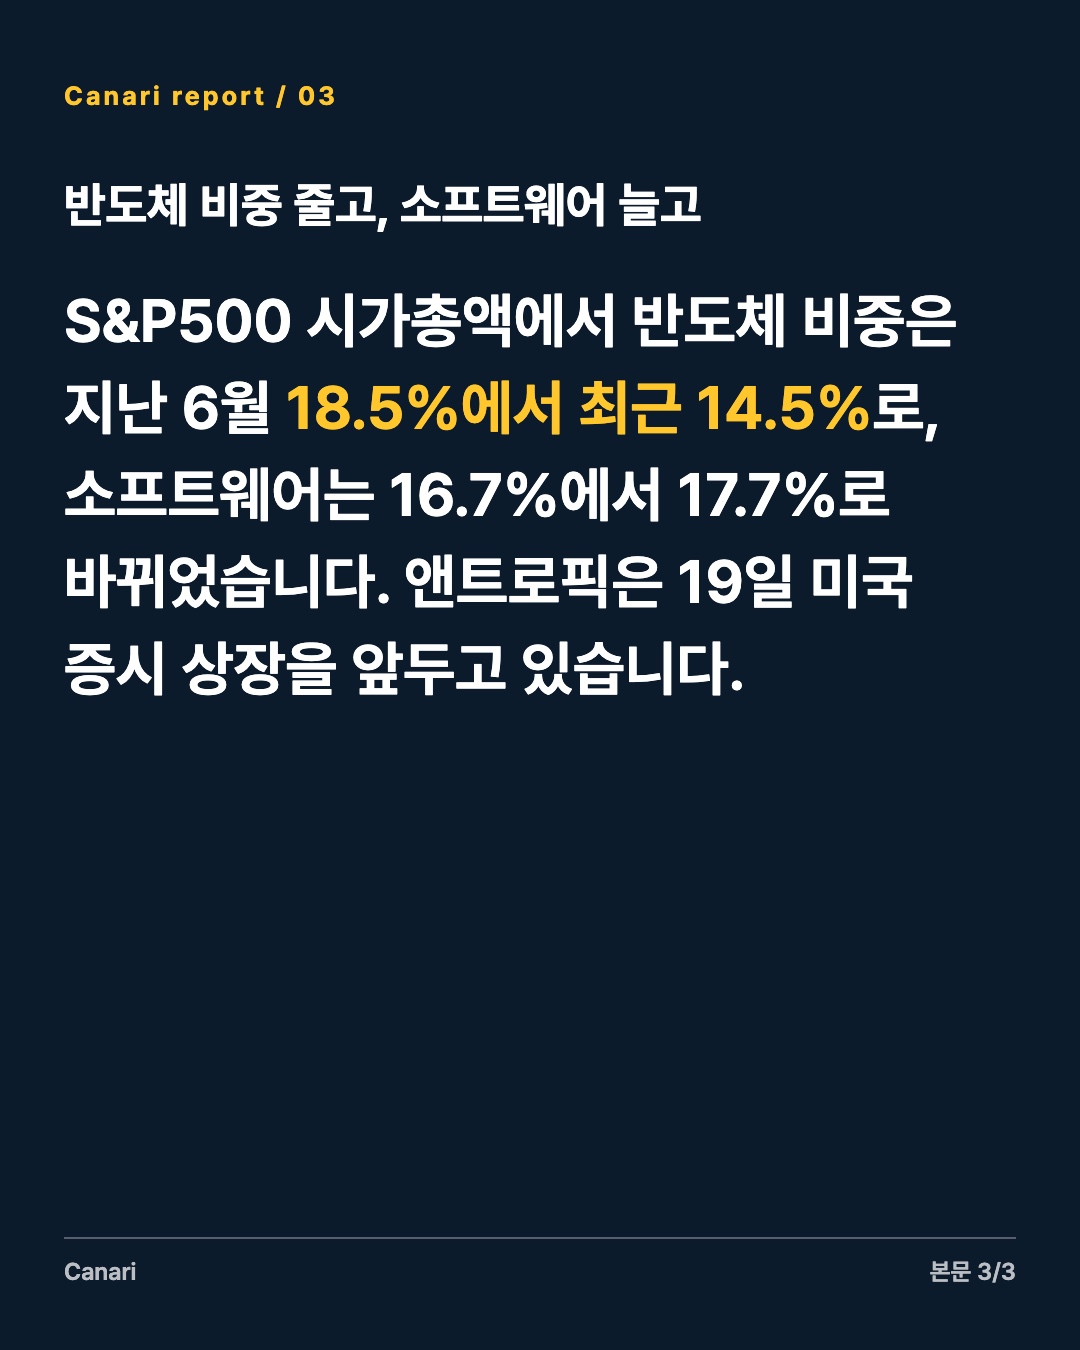 Canari report / 03
반도체 비중 줄고, 소프트웨어 늘고
S&P500 시가총액에서 반도체 비중은
지난 6월 18.5%에서 최근 14.5%로,
소프트웨어는 16.7%에서 17.7%로
바뀌었습니다. 앤트로픽은 19일 미국
증시 상장을 앞두고 있습니다.
Canari
본문 3/3